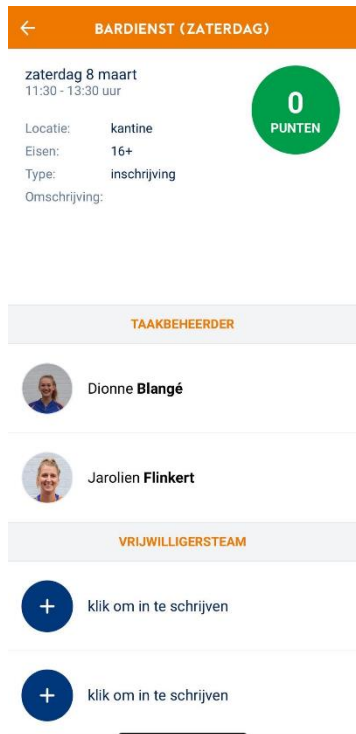 BARDIENST (ZATERDAG)
zaterdag 8 maart
11:30 - 13:30 uur
0
PUNTEN
Locatie: kantine
Eisen: 16+
Type: inschrijving
Omschrijving:
TAAKBEHEERDER
Dionne Blangé
Jarolien Flinkert
VRIJWILLIGERSTEAM
klik om in te schrijven
klik om in te schrijven